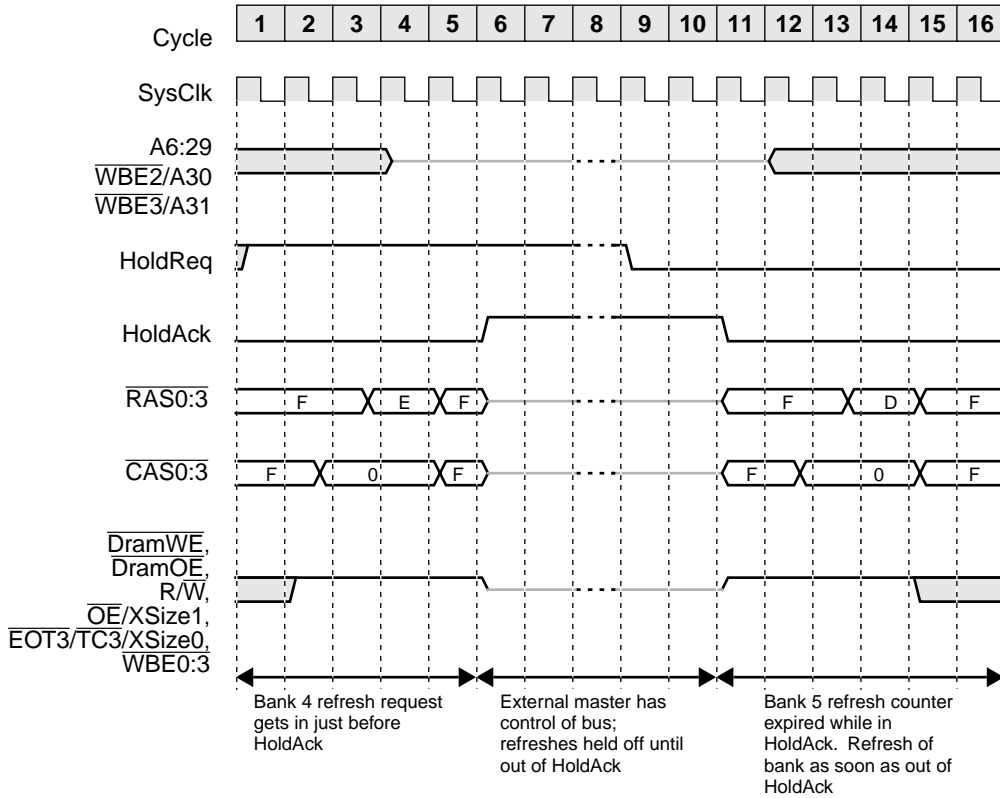 Cycle 1 2 3 4 5 6 7 8 9 10 11 12 13 14 15 16
SysClk
A6:29
WBE2/A30
WBE3/A31
HoldReq
HoldAck
RAS0:3 F E F F D F
CAS0:3 F 0 F F 0 F
DramWE,
DramOE,
R/W,
OE/XSize1,
EOT3/TC3/XSize0,
WBE0:3
Bank 4 refresh request
gets in just before
HoldAck
External master has
control of bus;
refreshes held off until
out of HoldAck
Bank 5 refresh counter
expired while in
HoldAck. Refresh of
bank as soon as out of
HoldAck